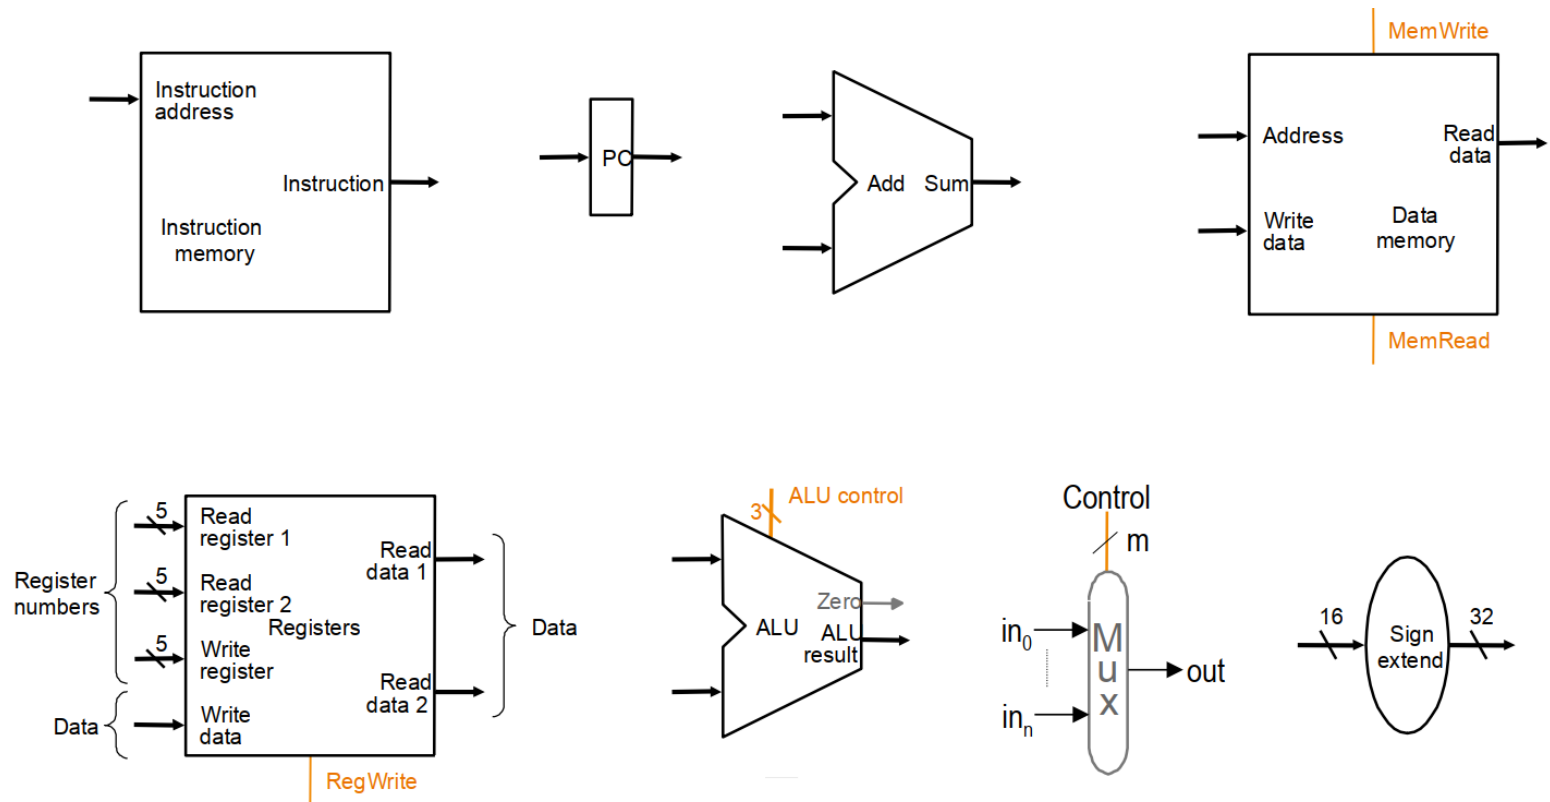 Instruction
address
Instruction
Instruction
memory
PC
Add Sum
MemWrite
Address
Read
data
Write
data
Data
memory
MemRead
Register
numbers
Data
5
Read
register 1
5
Read
register 2
Registers
5
Write
register
Write
data
Read
data 1
Read
data 2
Data
RegWrite
ALU control
3
Zero
ALU
ALU
result
Control
m
in0
inn
Mux
out
16
Sign
extend
32